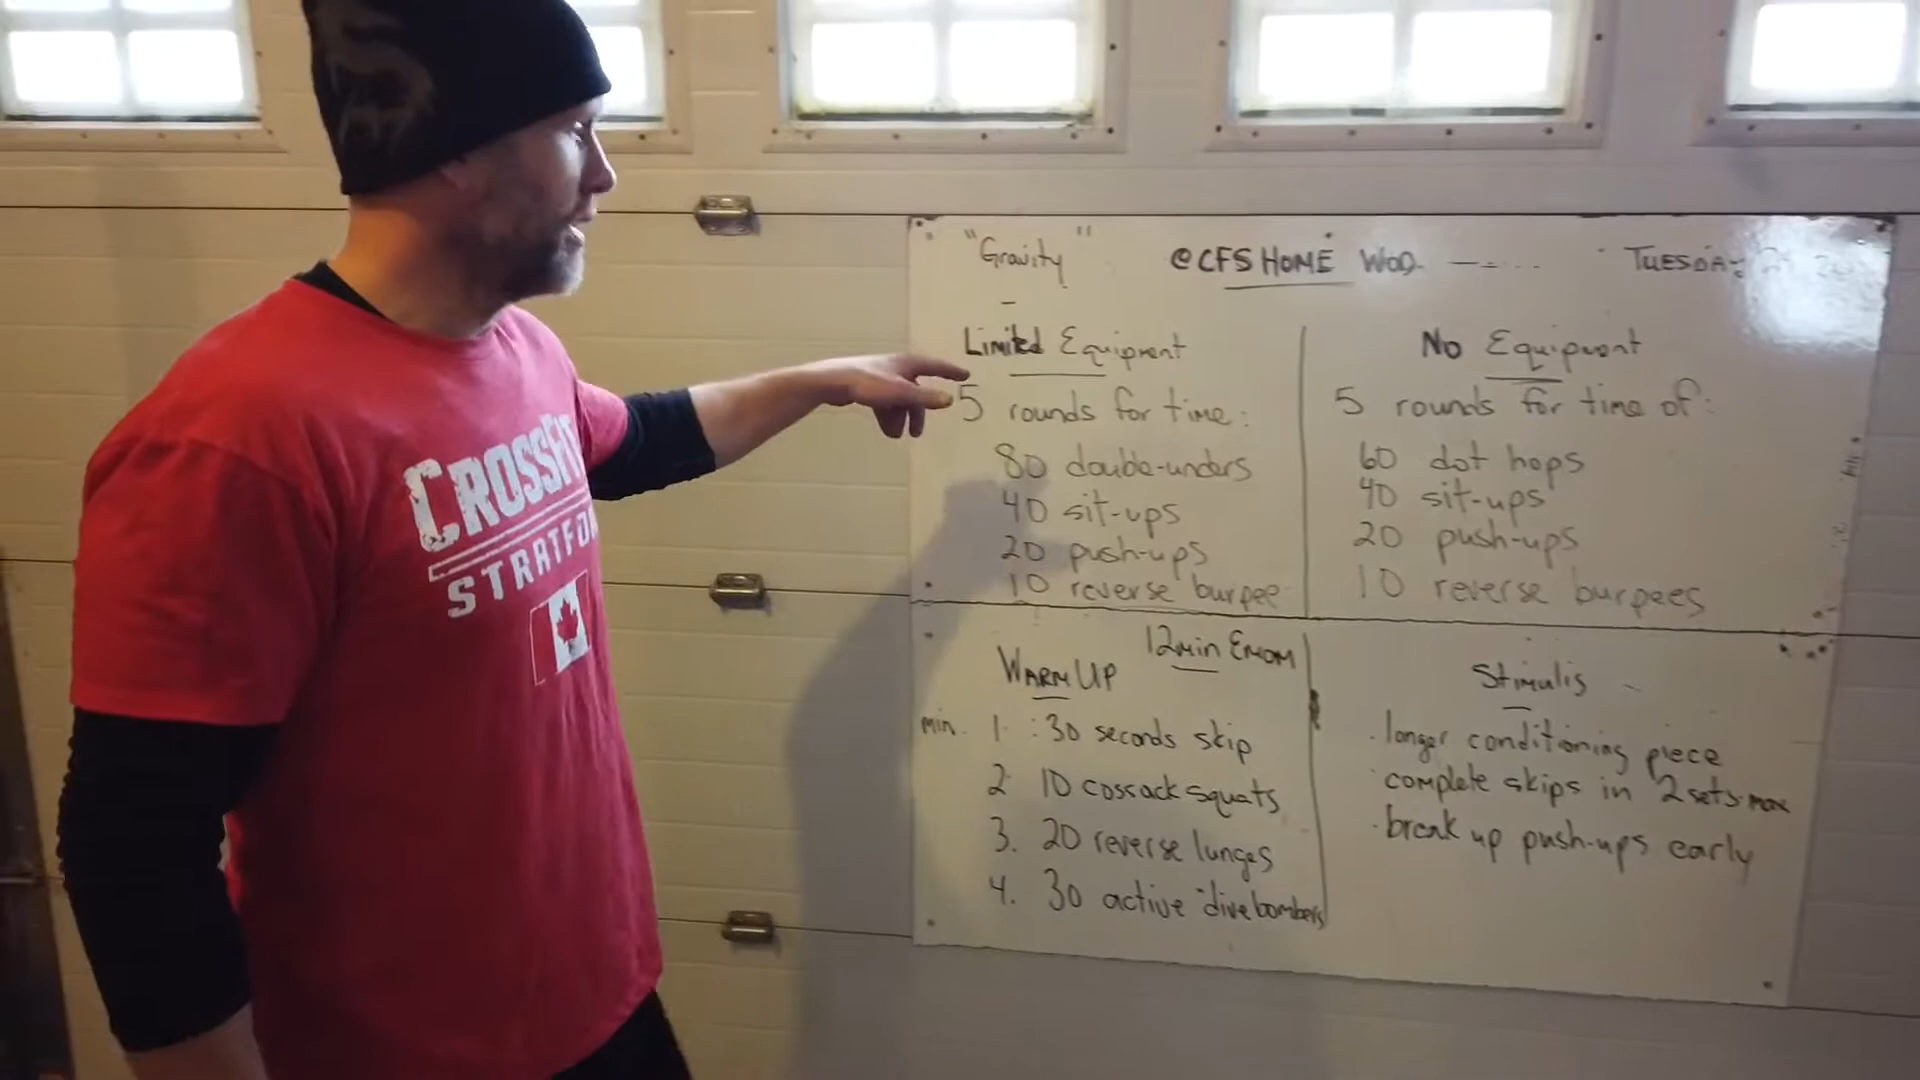 CROSSFIT
STRATFO
"Gravity" @CFS HOME WOD. TUESDAY
Limited Equipment
5 rounds for time:
80 double-unders
40 sit-ups
20 push-ups
10 reverse burpee
No Equipment
5 rounds for time of:
60 dot hops
40 sit-ups
20 push-ups
10 reverse burpees
WARM UP 12min EMOM
min. 1. :30 seconds skip
2 10 cossack squats
3. 20 reverse lunges
4. 30 active divebombers
Stimulis
· longer conditioning piece
· complete skips in 2 sets max
· break up push-ups early